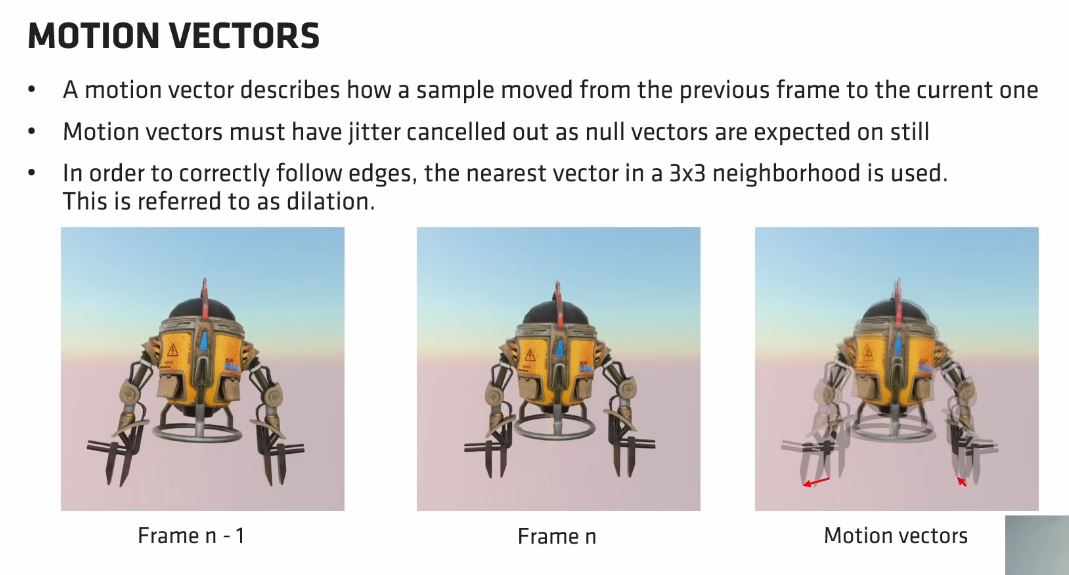 MOTION VECTORS
• A motion vector describes how a sample moved from the previous frame to the current one
• Motion vectors must have jitter cancelled out as null vectors are expected on still
• In order to correctly follow edges, the nearest vector in a 3x3 neighborhood is used.
This is referred to as dilation.
Frame n - 1
Frame n
Motion vectors